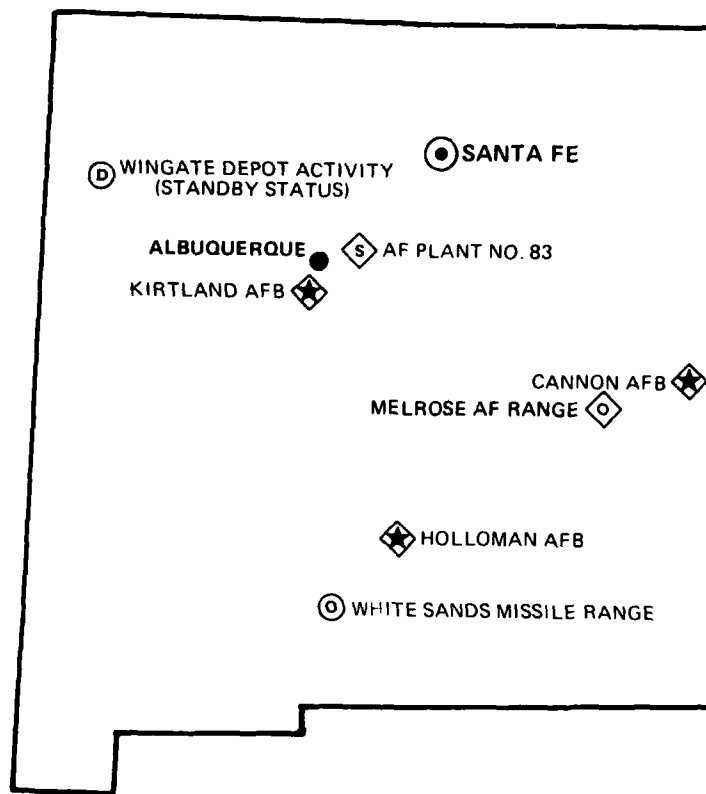 SANTA FE
D WINGATE DEPOT ACTIVITY
(STANDBY STATUS)
ALBUQUERQUE
S AF PLANT NO. 83
KIRTLAND AFB
CANNON AFB
MELROSE AF RANGE O
HOLLOMAN AFB
O WHITE SANDS MISSILE RANGE